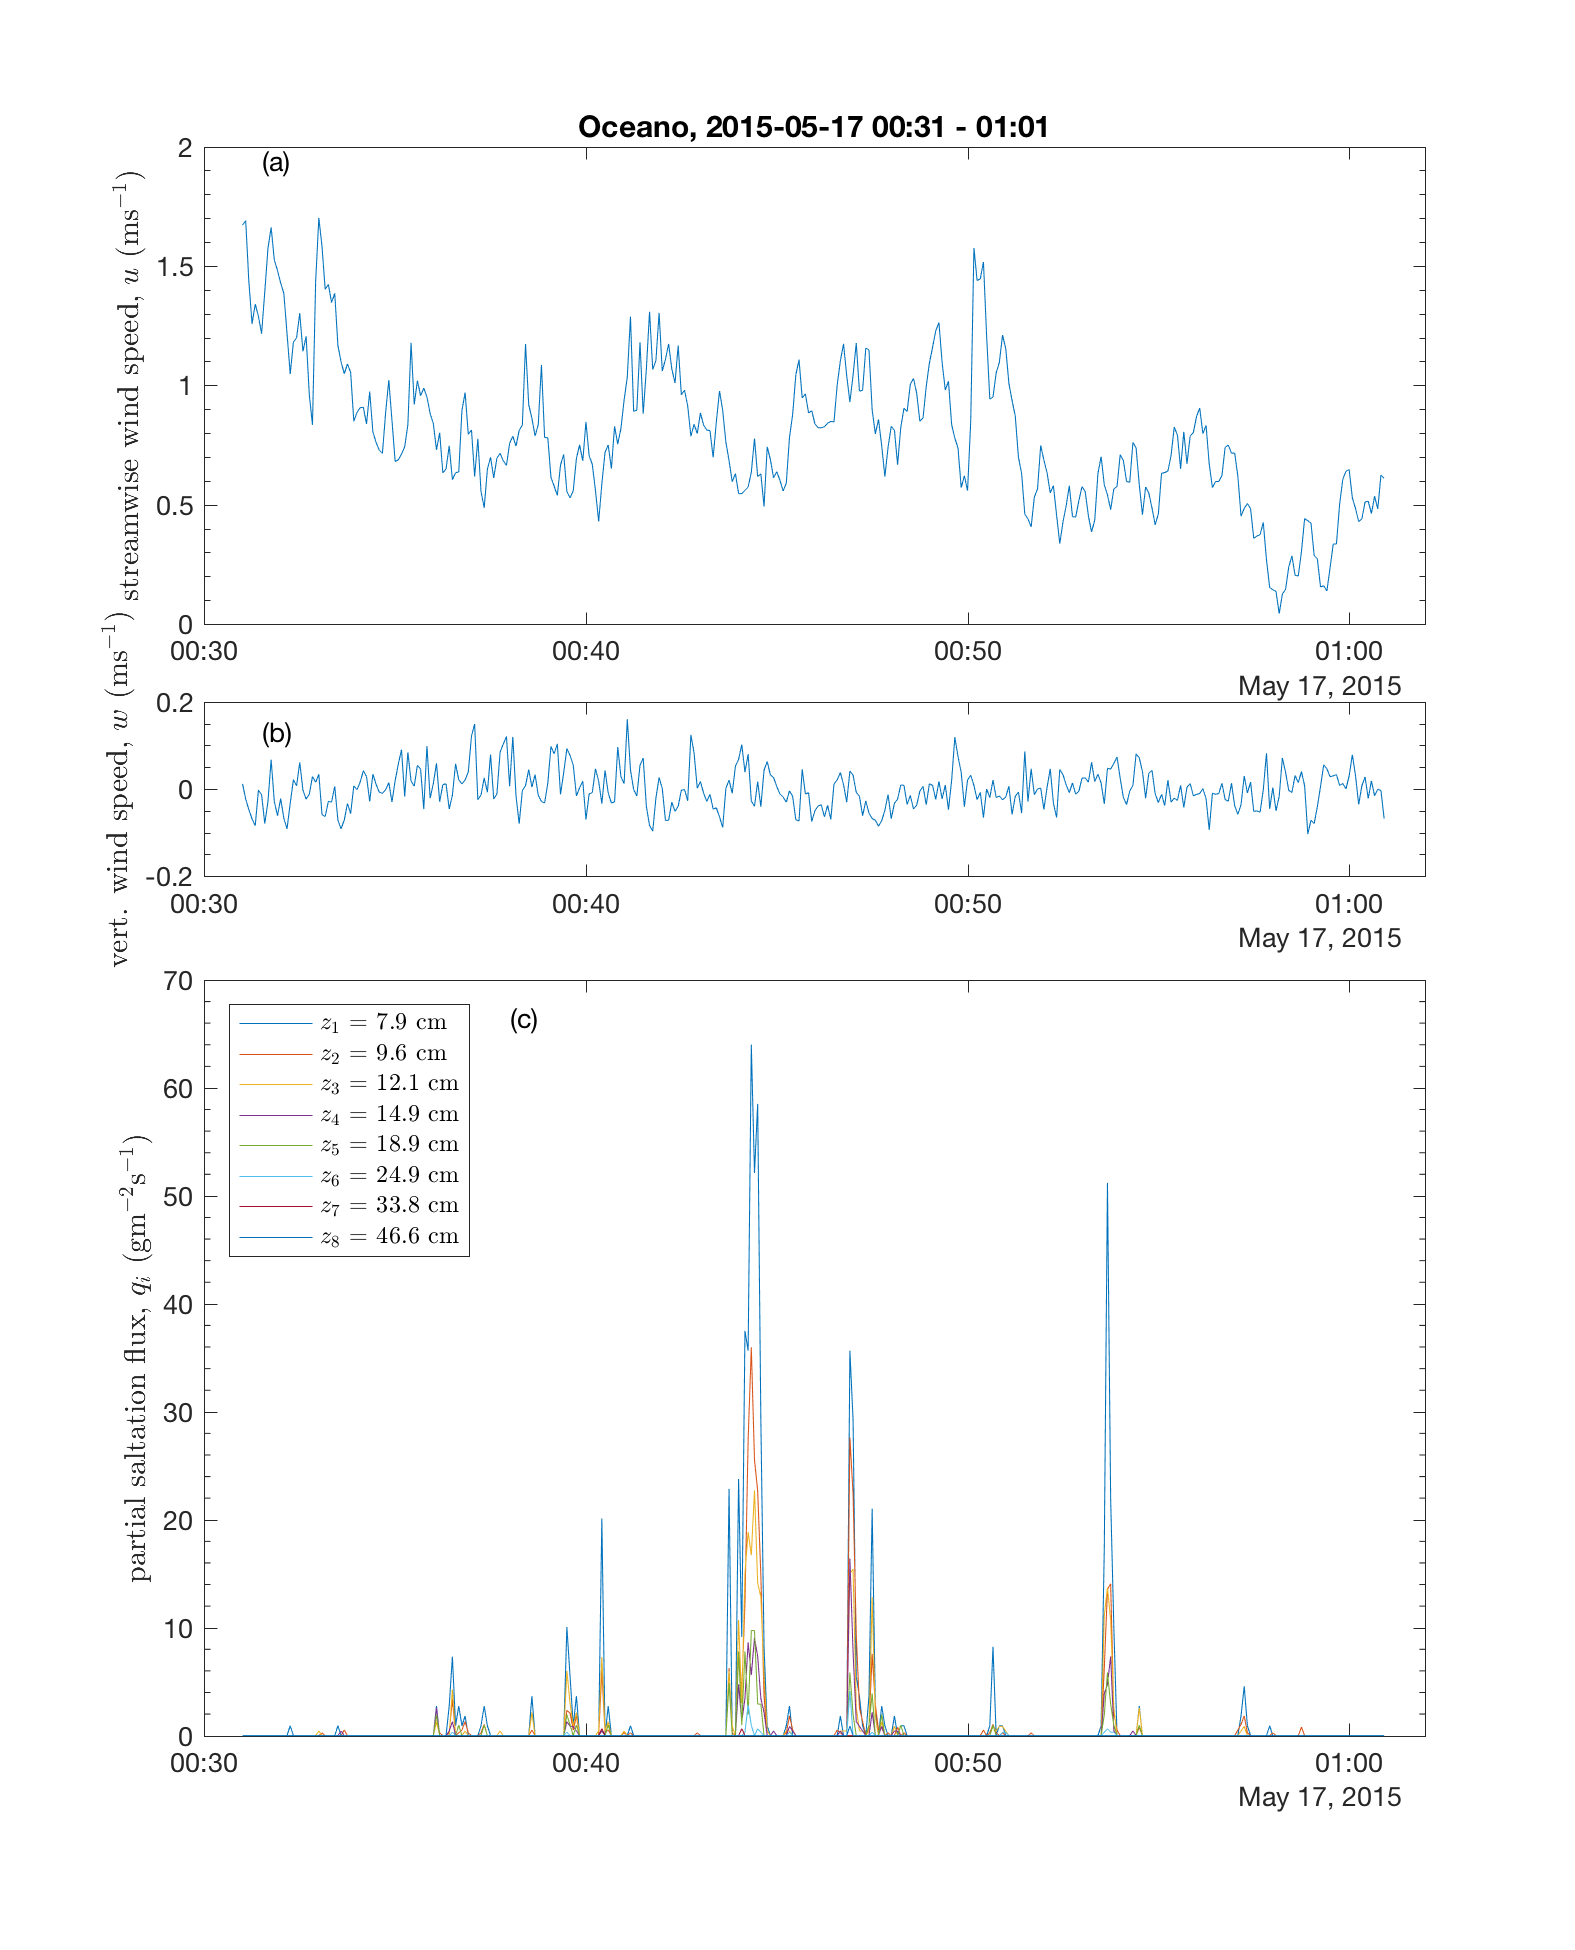 Oceano, 2015-05-17 00:31 - 01:01
(a)
streamwise wind speed, u (ms⁻¹)
2
1.5
1
0.5
0
00:30 00:40 00:50 01:00
May 17, 2015
(b)
vert. wind speed, w (ms⁻¹)
0.2
0
-0.2
00:30 00:40 00:50 01:00
May 17, 2015
(c)
partial saltation flux, qᵢ (gm⁻²s⁻¹)
70
60
50
40
30
20
10
0
z₁ = 7.9 cm
z₂ = 9.6 cm
z₃ = 12.1 cm
z₄ = 14.9 cm
z₅ = 18.9 cm
z₆ = 24.9 cm
z₇ = 33.8 cm
z₈ = 46.6 cm
00:30 00:40 00:50 01:00
May 17, 2015